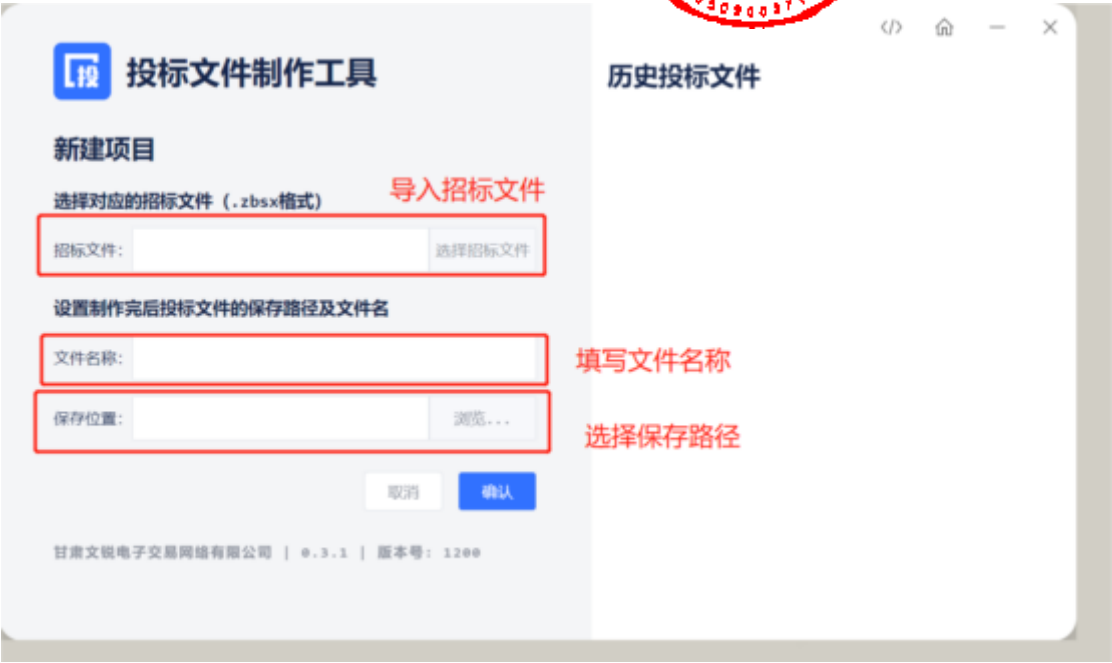 投
投标文件制作工具
新建项目
选择对应的招标文件（.zbsx格式）
导入招标文件
招标文件：
选择招标文件
设置制作完后投标文件的保存路径及文件名
文件名称：
填写文件名称
保存位置：
浏览...
选择保存路径
取消
确认
甘肃文锐电子交易网络有限公司 | 0.3.1 | 版本号: 1200
</>
历史投标文件